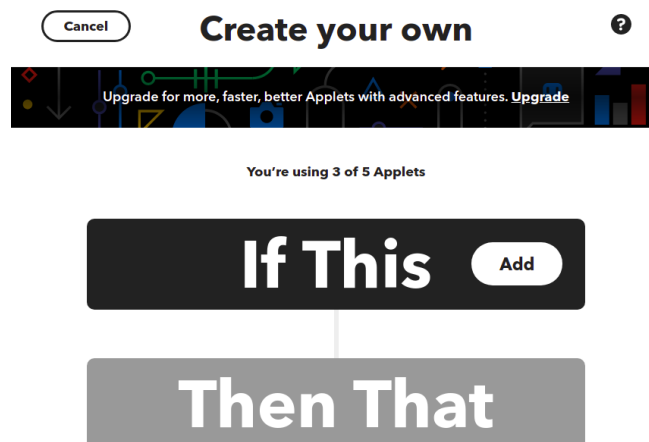 Cancel
Create your own
?
Upgrade for more, faster, better Applets with advanced features. Upgrade
You’re using 3 of 5 Applets
If This
Add
Then That